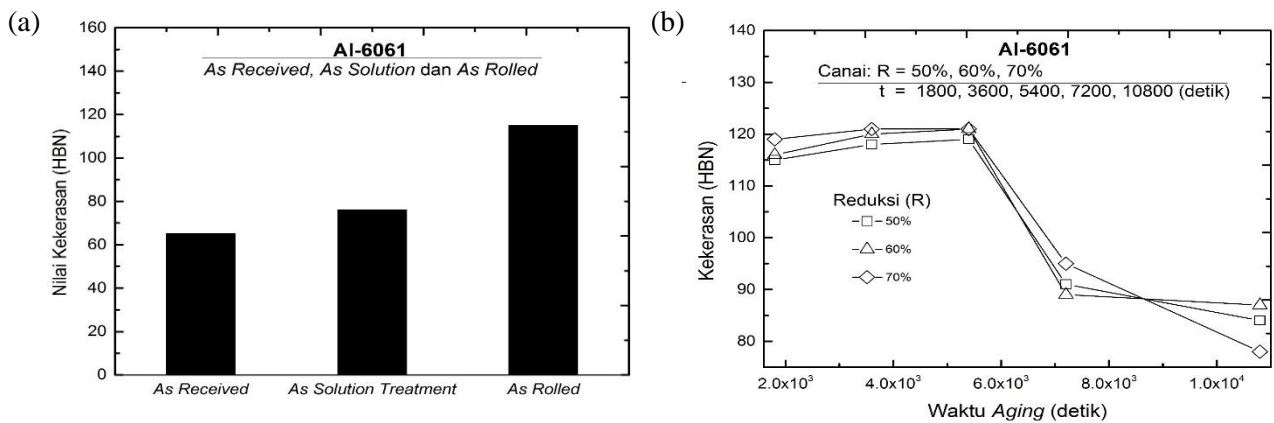 (a)
Al-6061
As Received, As Solution dan As Rolled
Nilai Kekerasan (HBN)
160
140
120
100
80
60
40
20
0
As Received
As Solution Treatment
As Rolled
(b)
Al-6061
Canai: R = 50%, 60%, 70%
t = 1800, 3600, 5400, 7200, 10800 (detik)
Kekerasan (HBN)
140
130
120
110
100
90
80
Reduksi (R)
50%
60%
70%
2.0x10³
4.0x10³
6.0x10³
8.0x10³
1.0x10⁴
Waktu Aging (detik)